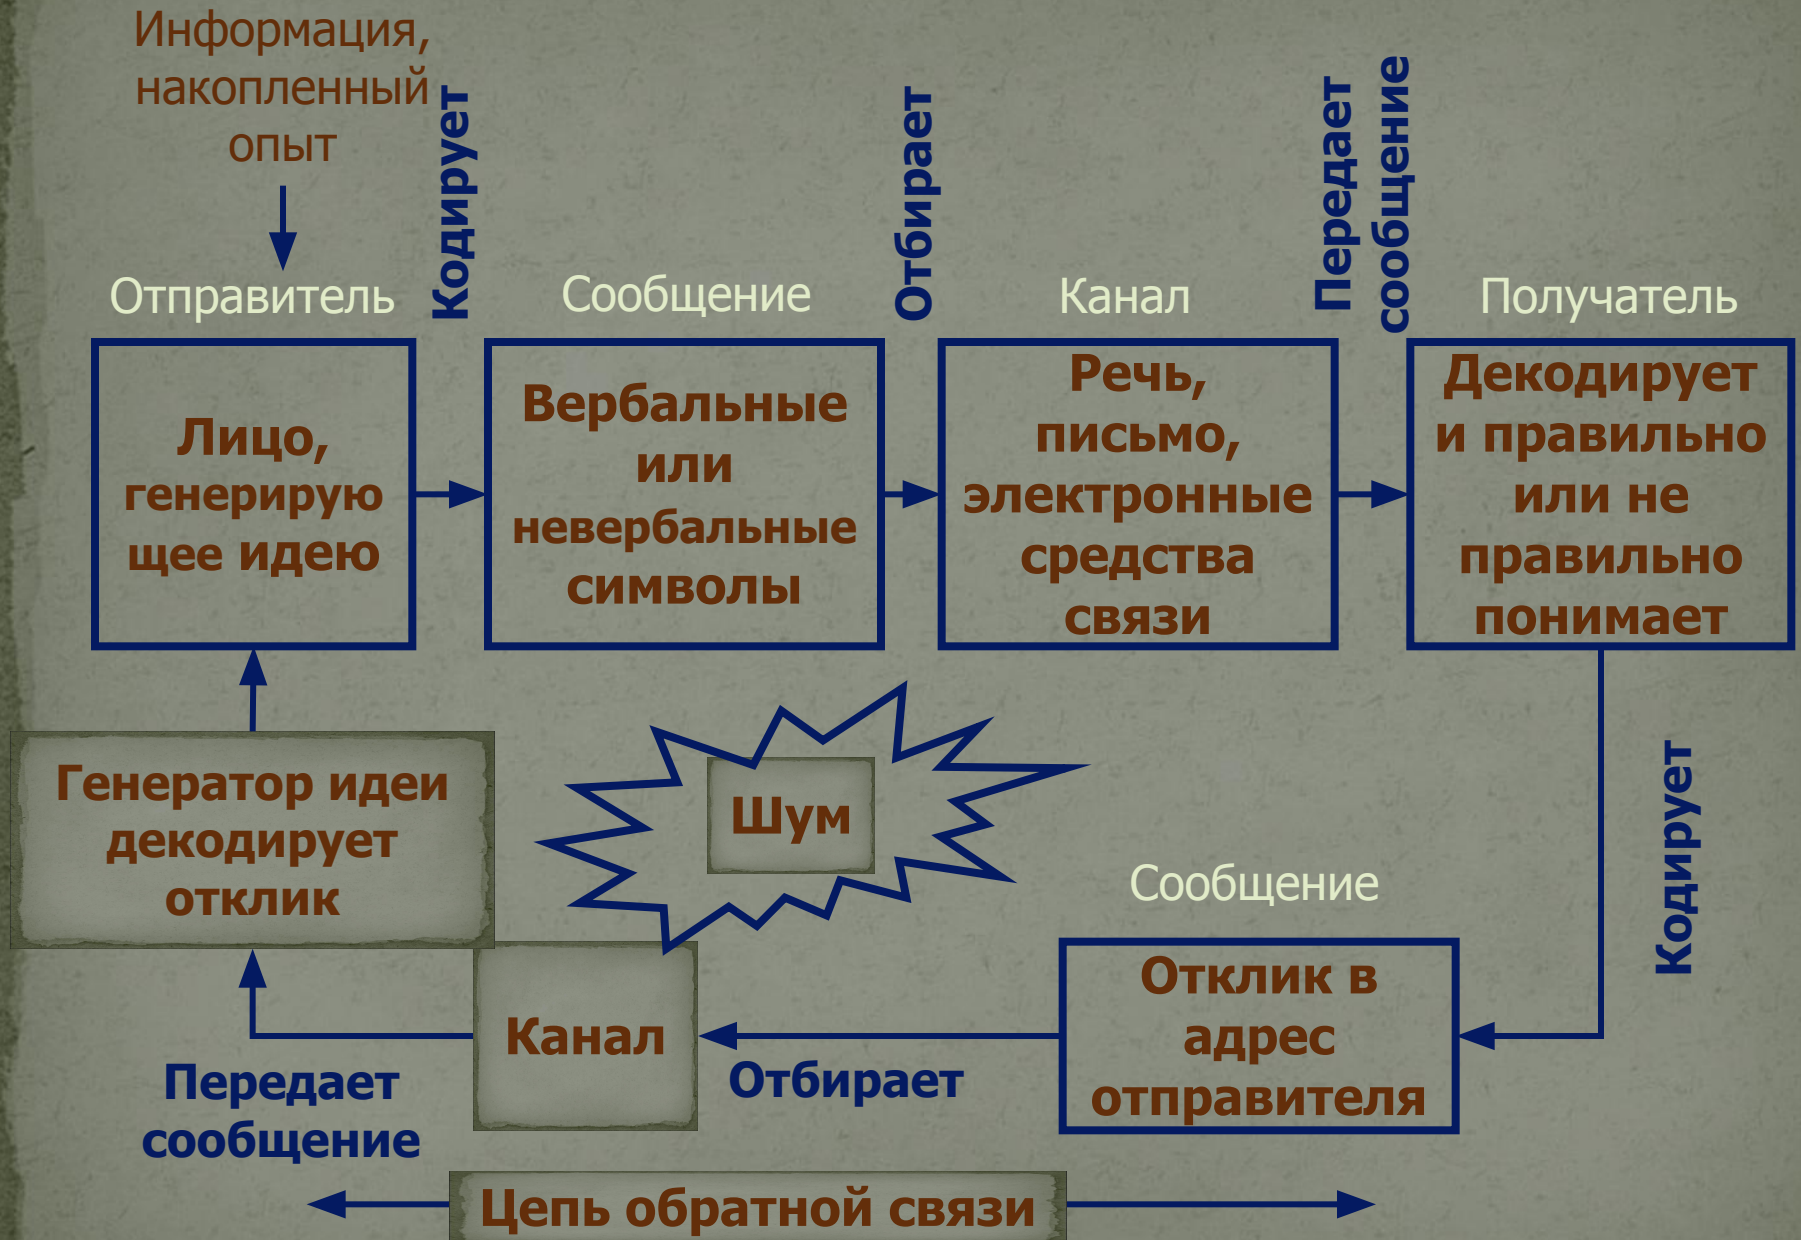 Информация,
накопленный
опыт
Кодирует
Отбирает
Передает
сообщение
Отправитель
Сообщение
Канал
Получатель
Лицо,
генерирую
щее идею
Вербальные
или
невербальные
символы
Речь,
письмо,
электронные
средства
связи
Декодирует
и правильно
или не
правильно
понимает
Генератор идеи
декодирует
отклик
Шум
Кодирует
Сообщение
Отклик в
адрес
отправителя
Канал
Отбирает
Передает
сообщение
Цепь обратной связи